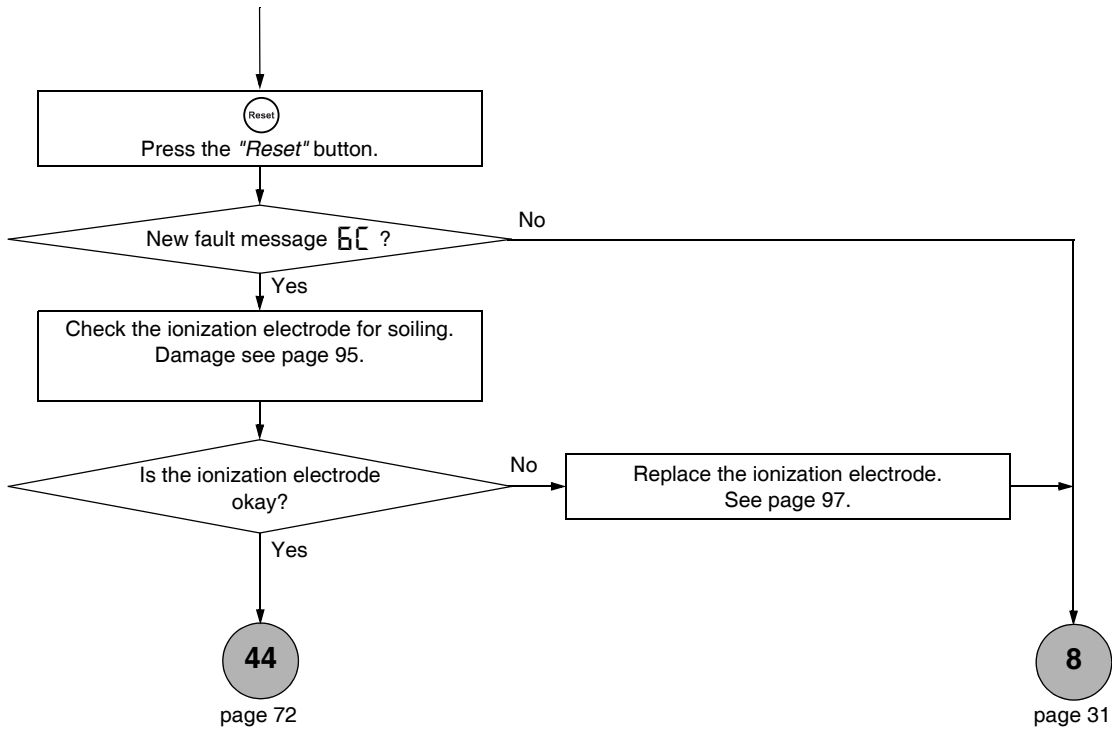 Reset
Press the "Reset" button.
New fault message 6C ?
No
Yes
Check the ionization electrode for soiling.
Damage see page 95.
Is the ionization electrode
okay?
No
Replace the ionization electrode.
See page 97.
Yes
44
page 72
8
page 31